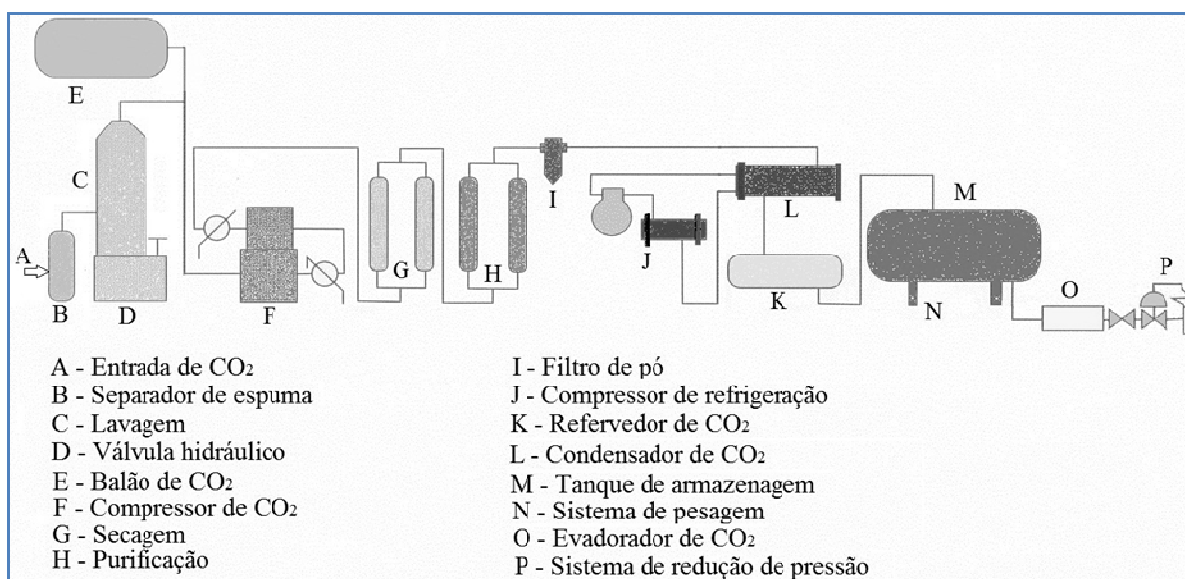 E
C
A
B
D
F
G
H
I
J
L
K
M
N
O
P
A - Entrada de CO₂
B - Separador de espuma
C - Lavagem
D - Válvula hidráulico
E - Balão de CO₂
F - Compressor de CO₂
G - Secagem
H - Purificação
I - Filtro de pó
J - Compressor de refrigeração
K - Refervedor de CO₂
L - Condensador de CO₂
M - Tanque de armazenagem
N - Sistema de pesagem
O - Evadorador de CO₂
P - Sistema de redução de pressão